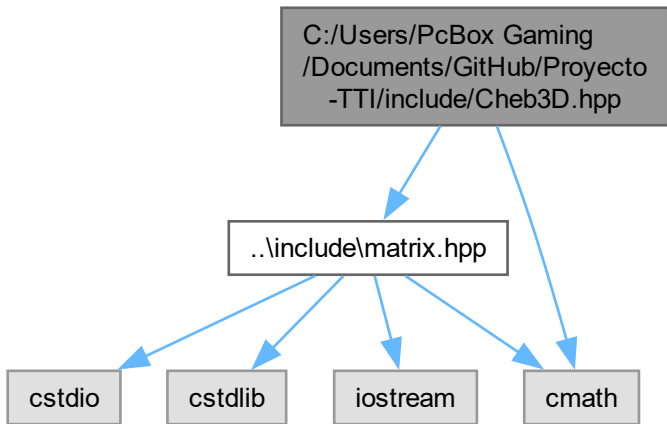 C:/Users/PcBox Gaming
/Documents/GitHub/Proyecto
-TTI/include/Cheb3D.hpp
..\include\matrix.hpp
cstdio
cstdlib
iostream
cmath